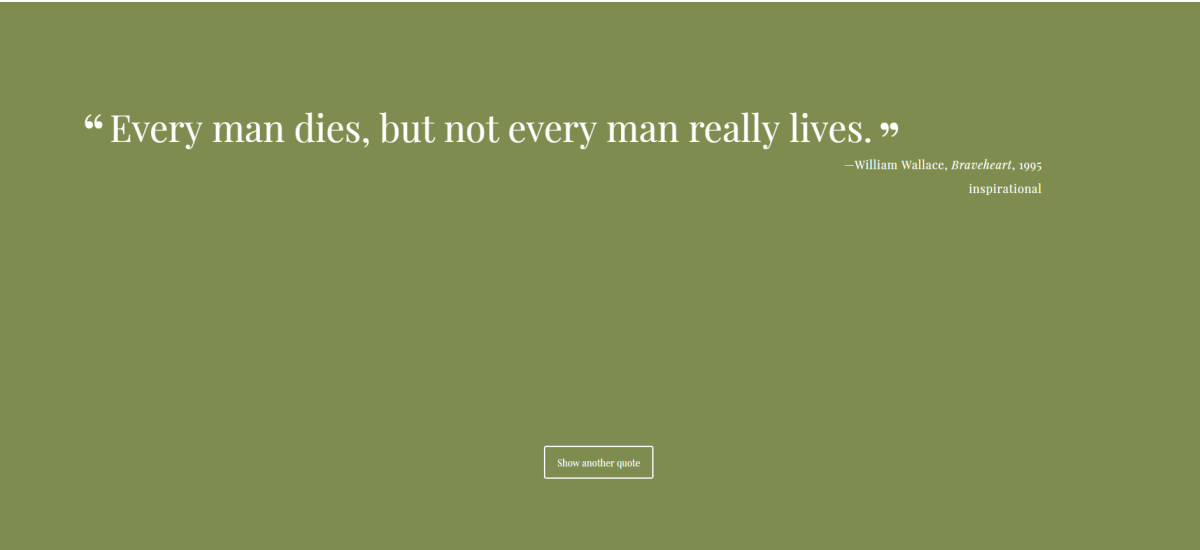 “ Every man dies, but not every man really lives. ”
—William Wallace, Braveheart, 1995
inspirational
Show another quote